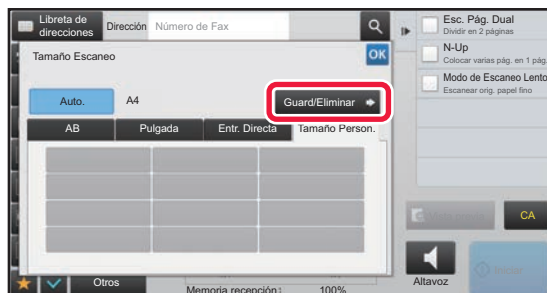 Libreta de
direcciones
Dirección
Número de Fax
Tamaño Escaneo
OK
Auto.
A4
Guard/Eliminar
AB
Pulgada
Entr. Directa
Tamaño Person.
Otros
Memoria recepción:
100%
Esc. Pág. Dual
Dividir en 2 páginas
N-Up
Colocar varias pág. en 1 pág.
Modo de Escaneo Lento
Escanear orig. papel fino
CA
Altavoz
Iniciar